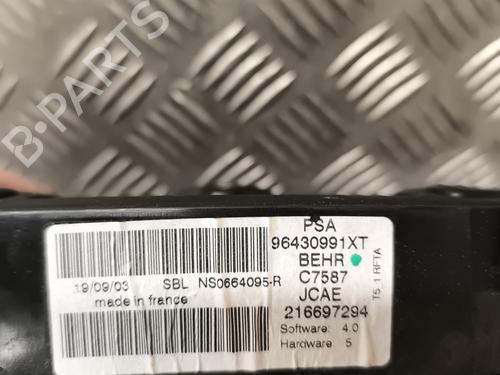 B-PARTS
PSA
96430991XT
BEHR
C7587
JCAE
216697294
Software: 4.0
Hardware 5
T5.1 RFTA
19/09/03 SBL NS0664095-R
made in france